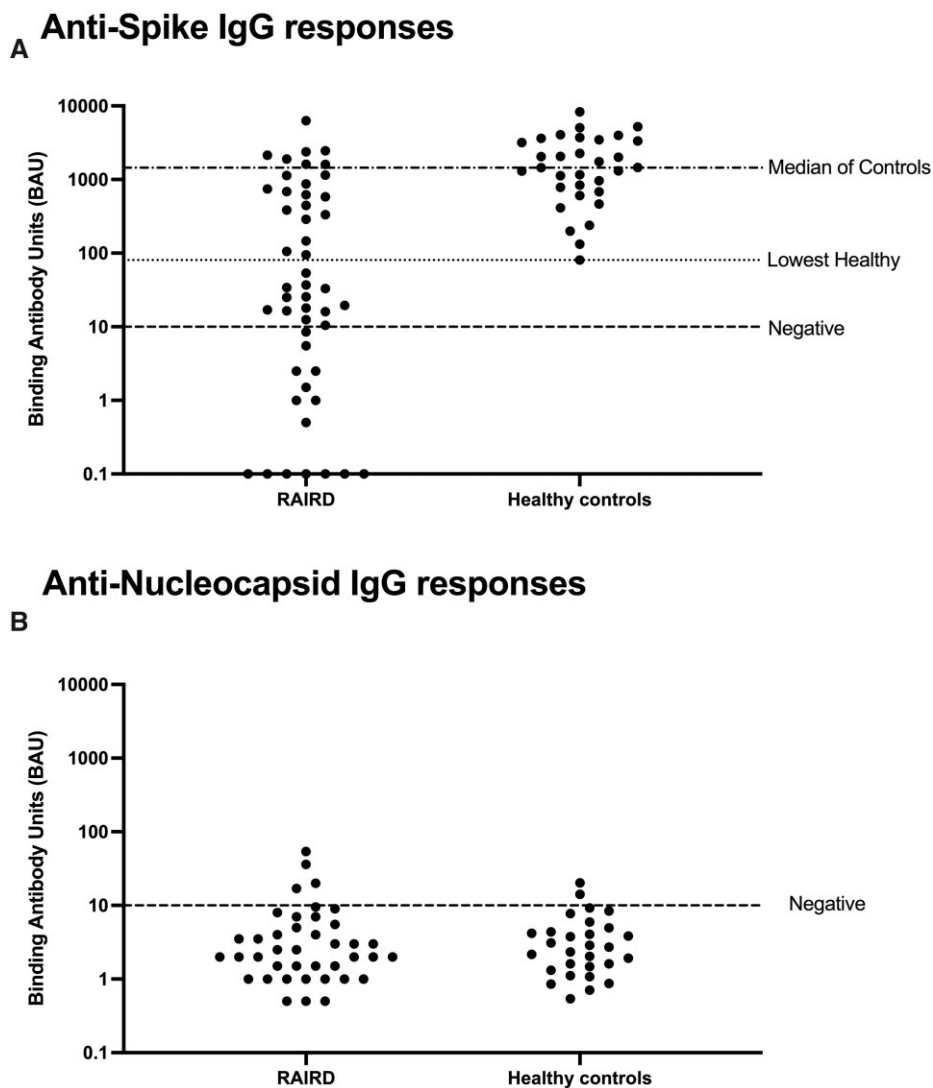 Anti-Spike IgG responses
A
Binding Antibody Units (BAU)
10000
1000
100
10
1
0.1
Median of Controls
Lowest Healthy
Negative
RAIRD
Healthy controls
Anti-Nucleocapsid IgG responses
B
Binding Antibody Units (BAU)
10000
1000
100
10
1
0.1
Negative
RAIRD
Healthy controls